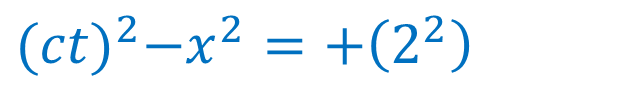 (ct)²−x² = +(2²)